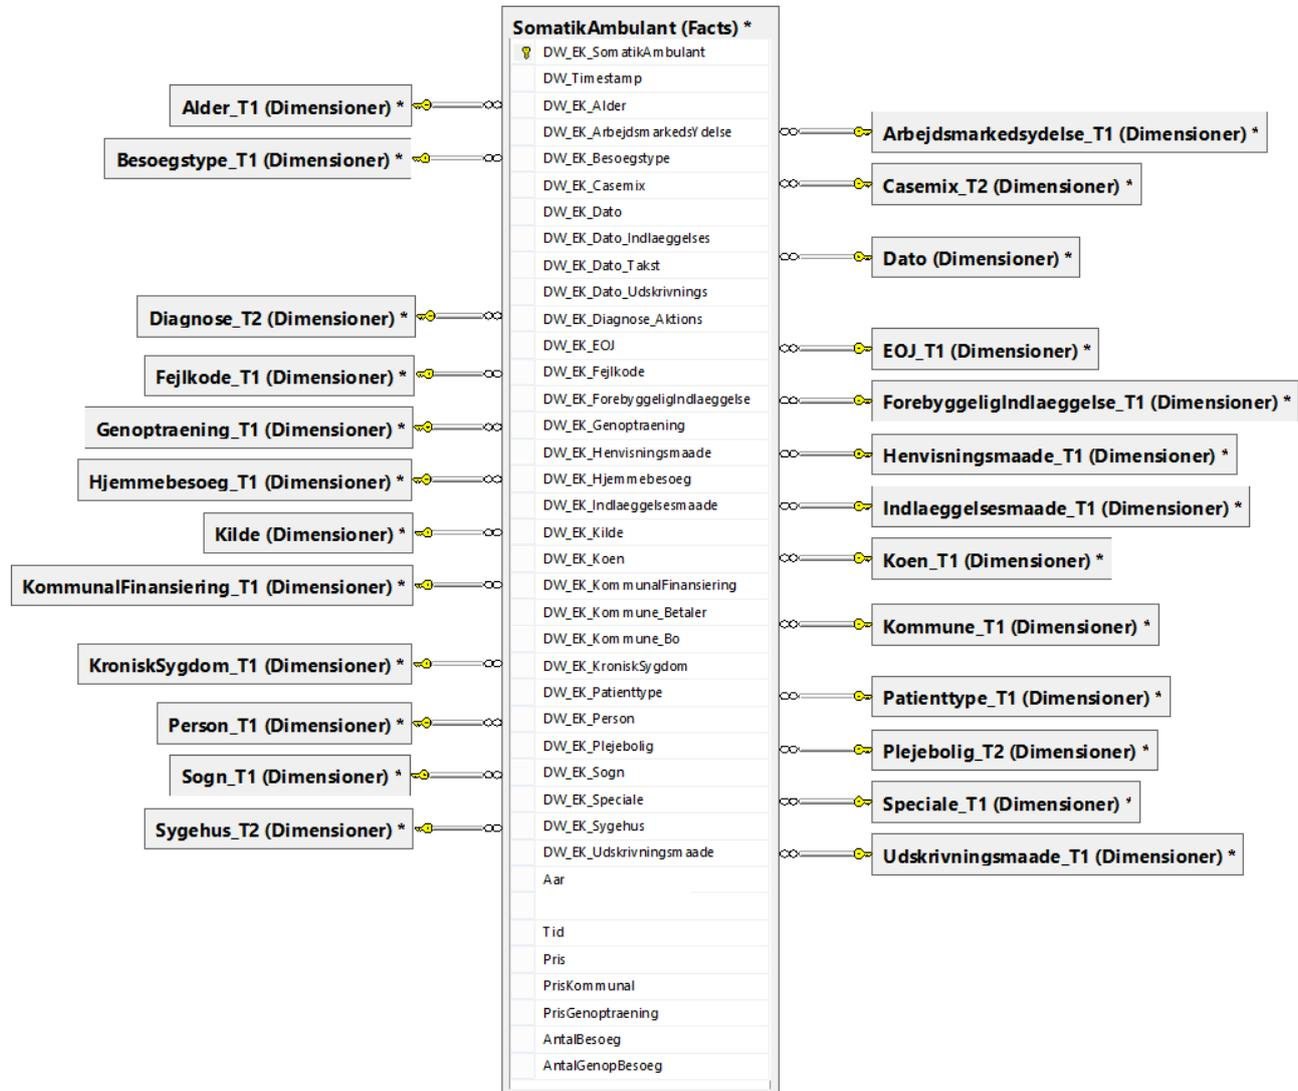 SomatikAmbulant (Facts) *
DW_EK_SomatikAmbulant
DW_Timestamp
DW_EK_Alder
DW_EK_ArbejdsmarkedsYdelse
DW_EK_Besoegstype
DW_EK_Casemix
DW_EK_Dato
DW_EK_Dato_Indlaeggelses
DW_EK_Dato_Takst
DW_EK_Dato_Udskrivnings
DW_EK_Diagnose_Aktions
DW_EK_EOJ
DW_EK_Fejlkode
DW_EK_ForebyggeligIndlaeggelse
DW_EK_Genoptraening
DW_EK_Henvisningsmaade
DW_EK_Hjemmebesoeg
DW_EK_Indlaeggelsesmaade
DW_EK_Kilde
DW_EK_Koen
DW_EK_KommunalFinansiering
DW_EK_Kommune_Betaler
DW_EK_Kommune_Bo
DW_EK_KroniskSygdom
DW_EK_Patienttype
DW_EK_Person
DW_EK_Plejebolig
DW_EK_Sogn
DW_EK_Speciale
DW_EK_Sygehus
DW_EK_Udskrivningsmaade
Aar
Tid
Pris
PrisKommunal
PrisGenoptraening
AntalBesoeg
AntalGenopBesoeg
Alder_T1 (Dimensioner) *
Besoegstype_T1 (Dimensioner) *
Diagnose_T2 (Dimensioner) *
Fejlkode_T1 (Dimensioner) *
Genoptraening_T1 (Dimensioner) *
Hjemmebesoeg_T1 (Dimensioner) *
Kilde (Dimensioner) *
KommunalFinansiering_T1 (Dimensioner) *
KroniskSygdom_T1 (Dimensioner) *
Person_T1 (Dimensioner) *
Sogn_T1 (Dimensioner) *
Sygehus_T2 (Dimensioner) *
Arbejdsmarkedsydelse_T1 (Dimensioner) *
Casemix_T2 (Dimensioner) *
Dato (Dimensioner) *
EOJ_T1 (Dimensioner) *
ForebyggeligIndlaeggelse_T1 (Dimensioner) *
Henvisningsmaade_T1 (Dimensioner) *
Indlaeggelsesmaade_T1 (Dimensioner) *
Koen_T1 (Dimensioner) *
Kommune_T1 (Dimensioner) *
Patienttype_T1 (Dimensioner) *
Plejebolig_T2 (Dimensioner) *
Speciale_T1 (Dimensioner) *
Udskrivningsmaade_T1 (Dimensioner) *